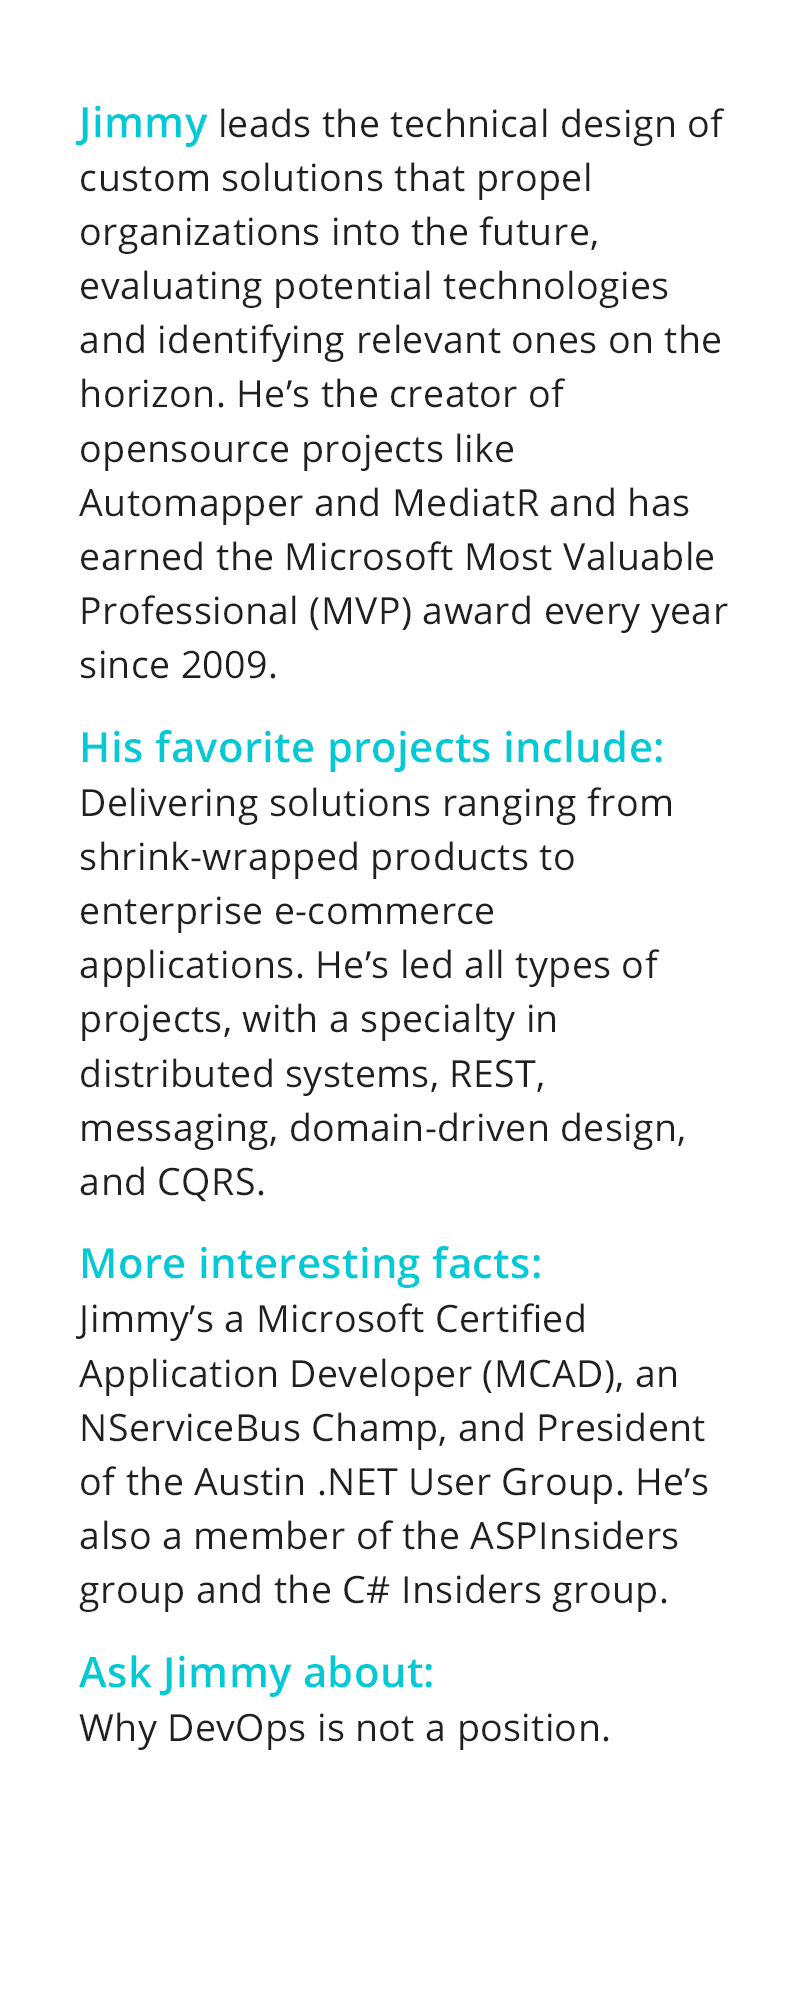 Jimmy leads the technical design of
custom solutions that propel
organizations into the future,
evaluating potential technologies
and identifying relevant ones on the
horizon. He’s the creator of
opensource projects like
Automapper and MediatR and has
earned the Microsoft Most Valuable
Professional (MVP) award every year
since 2009.
His favorite projects include:
Delivering solutions ranging from
shrink-wrapped products to
enterprise e-commerce
applications. He’s led all types of
projects, with a specialty in
distributed systems, REST,
messaging, domain-driven design,
and CQRS.
More interesting facts:
Jimmy’s a Microsoft Certified
Application Developer (MCAD), an
NServiceBus Champ, and President
of the Austin .NET User Group. He’s
also a member of the ASPInsiders
group and the C# Insiders group.
Ask Jimmy about:
Why DevOps is not a position.